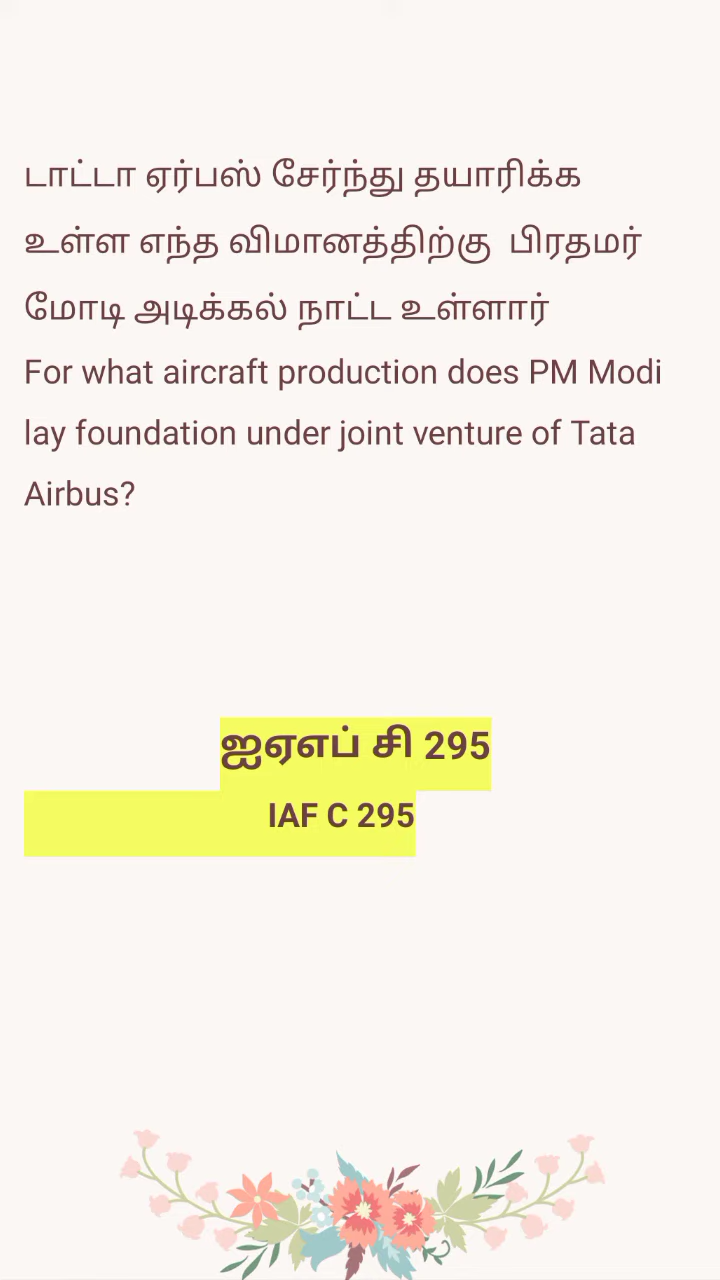 டாட்டா ஏர்பஸ் சேர்ந்து தயாரிக்க
உள்ள எந்த விமானத்திற்கு பிரதமர்
மோடி அடிக்கல் நாட்ட உள்ளார்
For what aircraft production does PM Modi
lay foundation under joint venture of Tata
Airbus?
ஐஏஎப் சி 295
IAF C 295